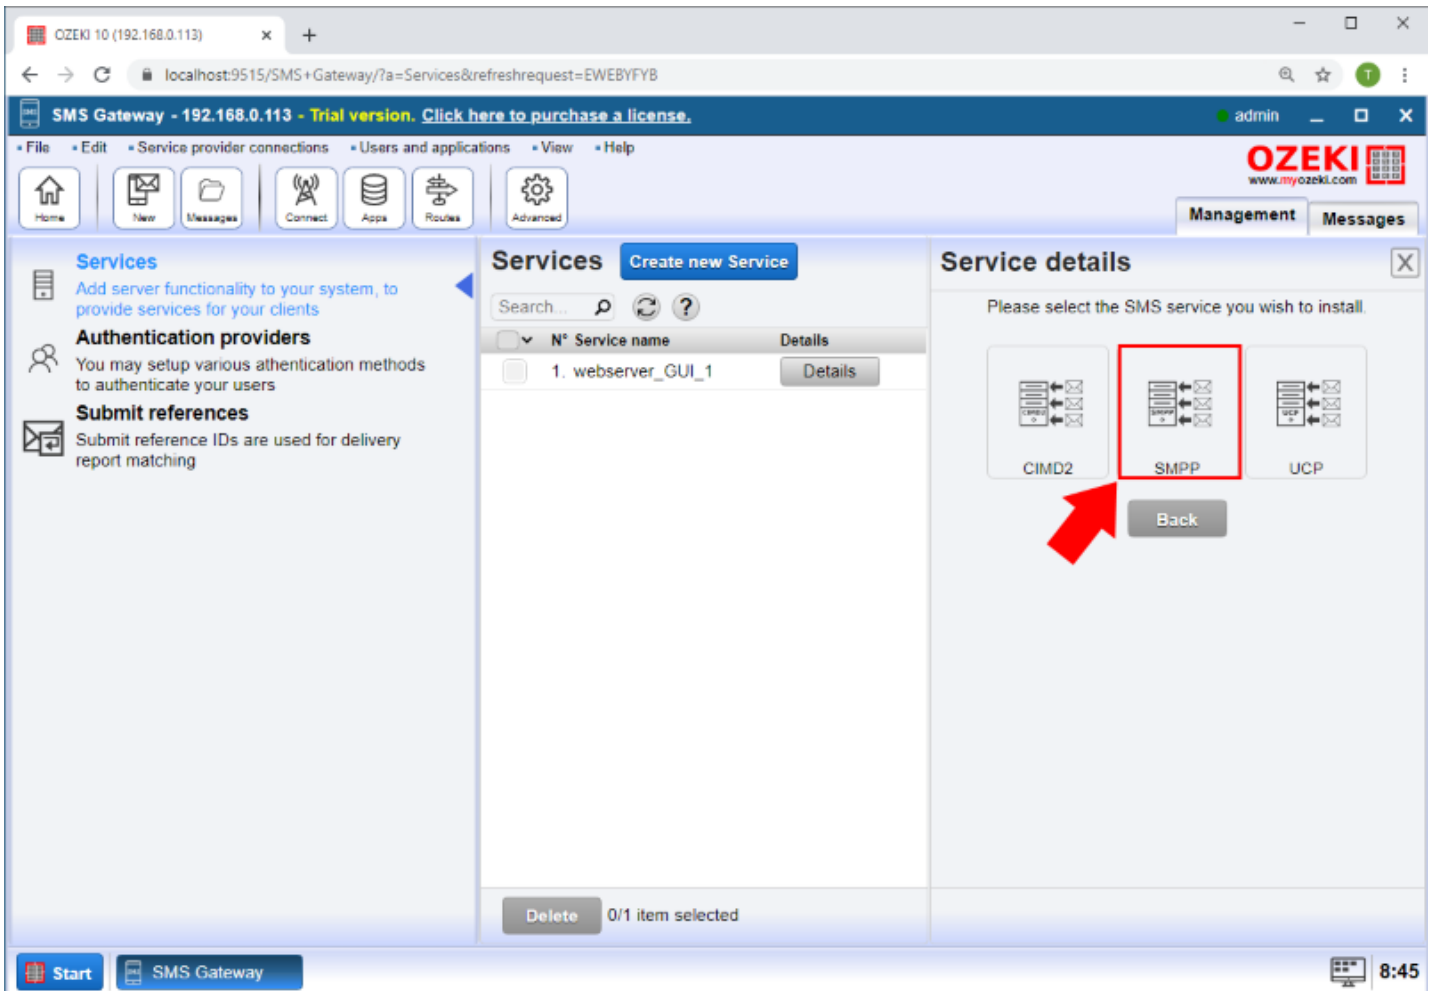 OZEKI 10 (192.168.0.113)
localhost:9515/SMS+Gateway/?a=Services&refreshrequest=EWEBYFYB
T
SMS Gateway - 192.168.0.113 - Trial version. Click here to purchase a license.
admin
File Edit Service provider connections Users and applications View Help
OZEKI
www.myozeki.com
Home New Messages Connect Apps Routes Advanced
Management Messages
Services
Add server functionality to your system, to
provide services for your clients
Authentication providers
You may setup various athentication methods
to authenticate your users
Submit references
Submit reference IDs are used for delivery
report matching
Services Create new Service
Search... ?
N° Service name Details
1. webserver_GUI_1 Details
Delete 0/1 item selected
Service details X
Please select the SMS service you wish to install.
CIMD2 SMPP UCP
CIMD2 SMPP UCP
Back
Start SMS Gateway 8:45